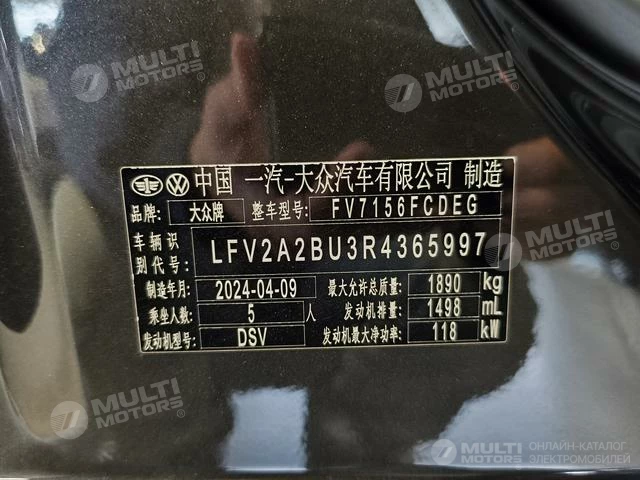 MULTI MOTORS
MULTI MOTORS
中国 一汽-大众汽车有限公司 制造
品牌: 大众牌 整车型号: FV7156FCDEG
车辆识别代号: LFV2A2BU3R4365997
制造年月: 2024-04-09 最大允许总质量: 1890 kg
乘坐人数: 5 人 发动机排量: 1498 mL
发动机型号: DSV 发动机最大净功率: 118 kW
MULTI MOTORS
MULTI MOTORS
MULTI MOTORS ОНЛАЙН-КАТАЛОГ ЭЛЕКТРОМОБИЛЕЙ